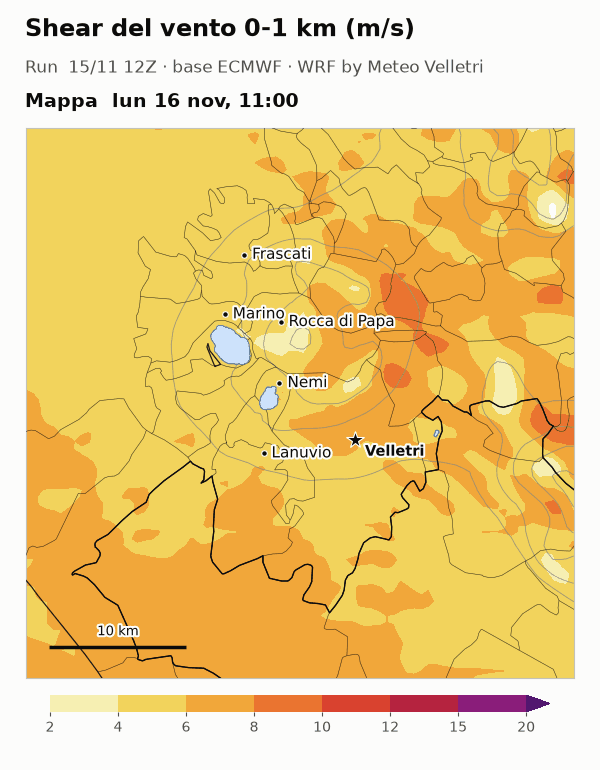 Shear del vento 0-1 km (m/s)
Run  15/11 12Z · base ECMWF · WRF by Meteo Velletri
Mappa  lun 16 nov, 11:00
Frascati
Marino
Rocca di Papa
Nemi
Velletri
Lanuvio
10 km
2 4 6 8 10 12 15 20